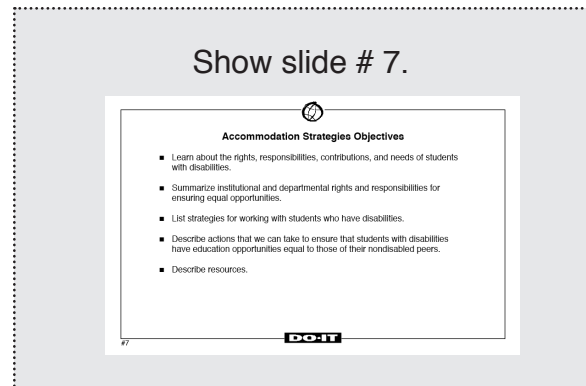 Show slide # 7.
Accommodation Strategies Objectives
■ Learn about the rights, responsibilities, contributions, and needs of students
with disabilities.
■ Summarize institutional and departmental rights and responsibilities for
ensuring equal opportunities.
■ List strategies for working with students who have disabilities.
■ Describe actions that we can take to ensure that students with disabilities
have education opportunities equal to those of their nondisabled peers.
■ Describe resources.
#7
DO-IT